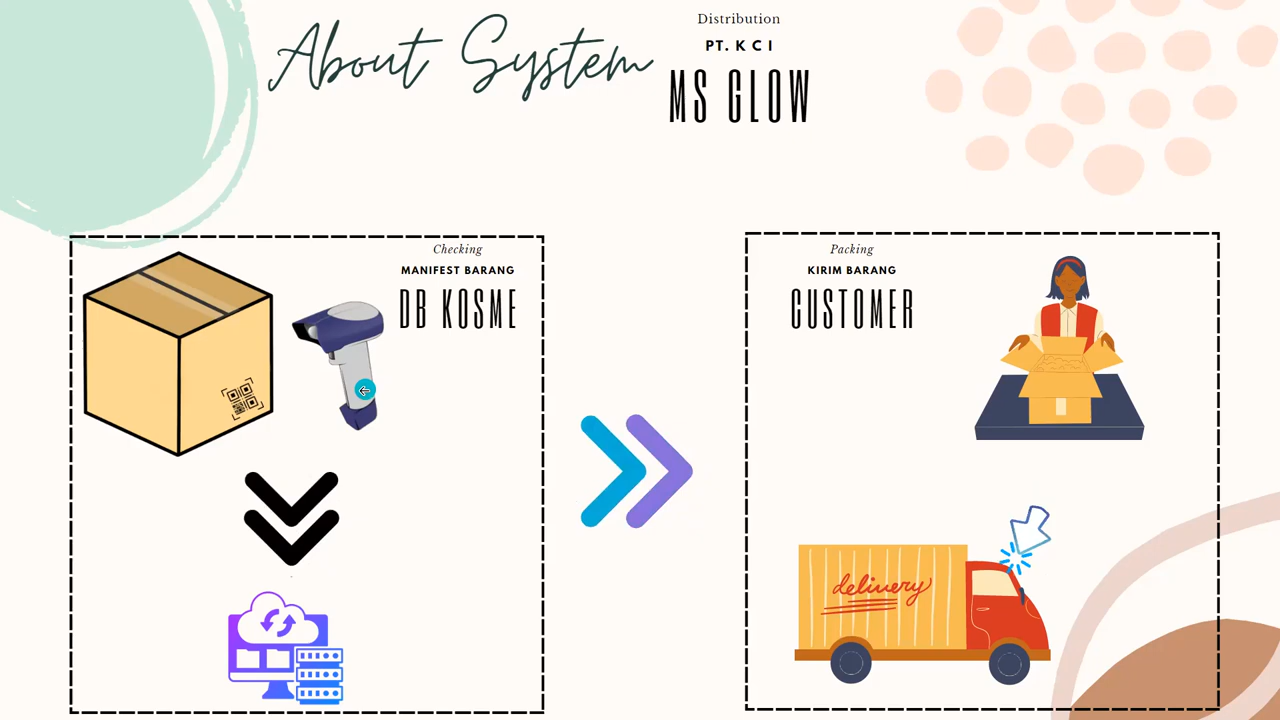 About System
Distribution
PT. K C I
MS GLOW
Checking
MANIFEST BARANG
DB KOSME
Packing
KIRIM BARANG
CUSTOMER
delivery